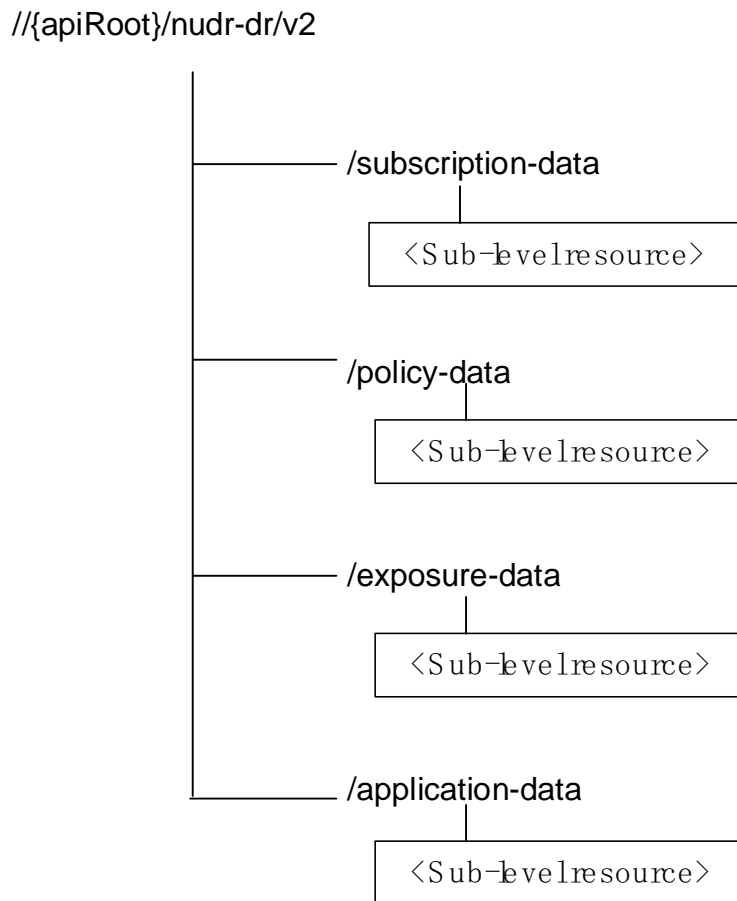 //{apiRoot}/nudr-dr/v2
/subscription-data
<Sub-levelresource>
/policy-data
<Sub-levelresource>
/exposure-data
<Sub-levelresource>
/application-data
<Sub-levelresource>